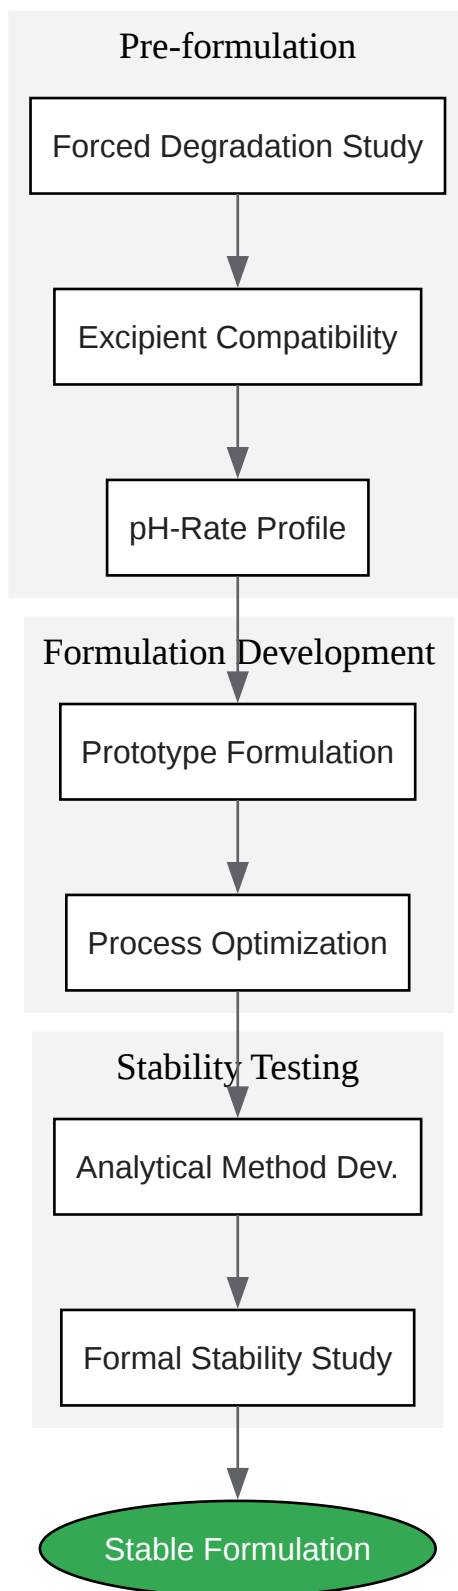 Pre-formulation
Forced Degradation Study
Excipient Compatibility
pH-Rate Profile
Formulation Development
Prototype Formulation
Process Optimization
Stability Testing
Analytical Method Dev.
Formal Stability Study
Stable Formulation